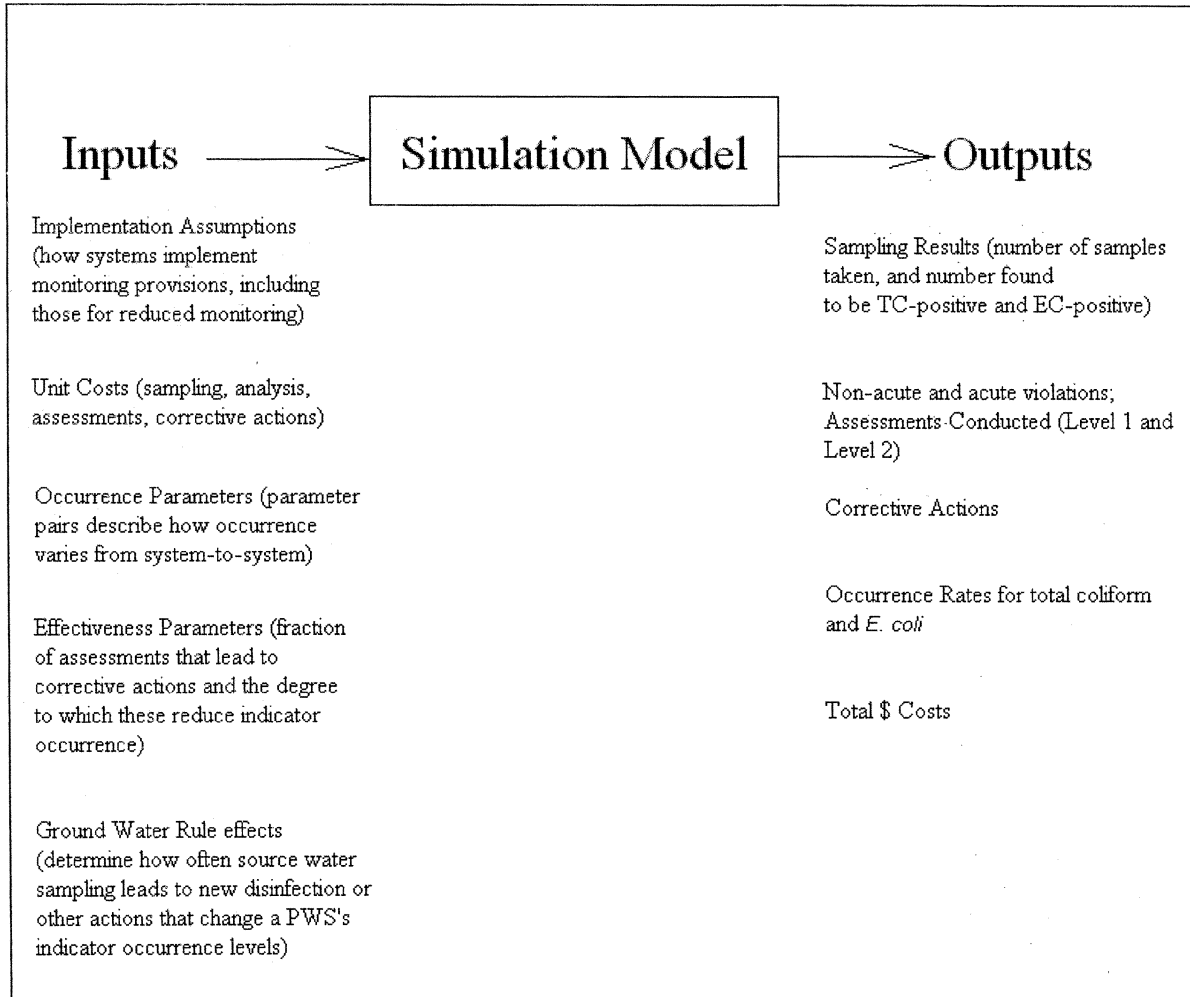 Inputs
Simulation Model
Outputs
Implementation Assumptions
(how systems implement
monitoring provisions, including
those for reduced monitoring)
Unit Costs (sampling, analysis,
assessments, corrective actions)
Occurrence Parameters (parameter
pairs describe how occurrence
varies from system-to-system)
Effectiveness Parameters (fraction
of assessments that lead to
corrective actions and the degree
to which these reduce indicator
occurrence)
Ground Water Rule effects
(determine how often source water
sampling leads to new disinfection or
other actions that change a PWS's
indicator occurrence levels)
Sampling Results (number of samples
taken, and number found
to be TC-positive and EC-positive)
Non-acute and acute violations;
Assessments Conducted (Level 1 and
Level 2)
Corrective Actions
Occurrence Rates for total coliform
and E. coli
Total $ Costs